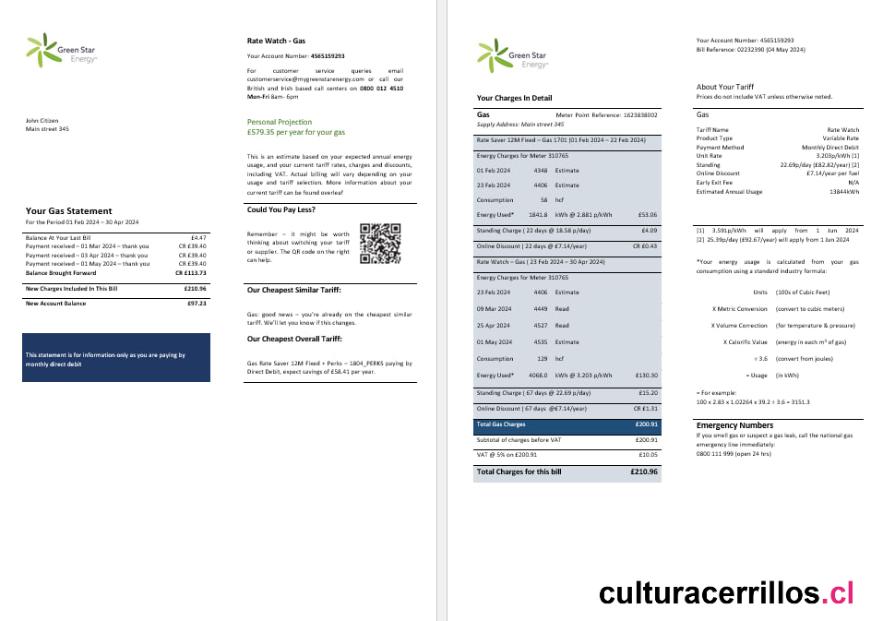 Green Star
Energy
John Citizen
Main street 345
Your Gas Statement
For the Period 01 Feb 2024 – 30 Apr 2024
Balance At Your Last Bill £4.47
Payment received – 01 Mar 2024 – thank you CR £39.40
Payment received – 03 Apr 2024 – thank you CR £39.40
Payment received – 01 May 2024 – thank you CR £39.40
Balance Brought Forward CR £113.73
New Charges Included In This Bill £210.96
New Account Balance £97.23
This statement is for information only as you are paying by
monthly direct debit
Rate Watch - Gas
Your Account Number: 4565159293
For customer service queries email
customerservice@mygreenstarenergy.com or call our
British and Irish based call centers on 0800 012 4510
Mon-Fri 8am- 6pm
Personal Projection
£579.35 per year for your gas
This is an estimate based on your expected annual energy
usage, and your current tariff rates, charges and discounts,
including VAT. Actual billing will vary depending on your
usage and tariff selection. More information about your
current tariff can be found overleaf
Could You Pay Less?
Remember – it might be worth
thinking about switching your tariff
or supplier. The QR code on the right
can help.
Our Cheapest Similar Tariff:
Gas: good news – you're already on the cheapest similar
tariff. We'll let you know if this changes.
Our Cheapest Overall Tariff:
Gas Rate Saver 12M Fixed + Perks – 1804_PERKS paying by
Direct Debit, expect savings of £58.41 per year.
Green Star
Energy
Your Charges In Detail
Gas Meter Point Reference: 1623838002
Supply Address: Main street 345
Rate Saver 12M Fixed – Gas 1701 (01 Feb 2024 – 22 Feb 2024)
Energy Charges for Meter 310765
01 Feb 2024 4348 Estimate
23 Feb 2024 4406 Estimate
Consumption 58 hcf
Energy Used* 1841.8 kWh @ 2.881 p/kWh £53.06
Standing Charge ( 22 days @ 18.58 p/day) £4.09
Online Discount ( 22 days @ £7.14/year) CR £0.43
Rate Watch – Gas ( 23 Feb 2024 – 30 Apr 2024)
Energy Charges for Meter 310765
23 Feb 2024 4406 Estimate
09 Mar 2024 4449 Read
25 Apr 2024 4527 Read
01 May 2024 4535 Estimate
Consumption 129 hcf
Energy Used* 4068.0 kWh @ 3.203 p/kWh £130.30
Standing Charge ( 67 days @ 22.69 p/day) £15.20
Online Discount ( 67 days @£7.14/year) CR £1.31
Total Gas Charges £200.91
Subtotal of charges before VAT £200.91
VAT @ 5% on £200.91 £10.05
Total Charges for this bill £210.96
Your Account Number: 4565159293
Bill Reference: 02232390 (04 May 2024)
About Your Tariff
Prices do not include VAT unless otherwise noted.
Gas
Tariff Name Rate Watch
Product Type Variable Rate
Payment Method Monthly Direct Debit
Unit Rate 3.203p/kWh [1]
Standing 22.69p/day (£82.82/year) [2]
Online Discount £7.14/year per fuel
Early Exit Fee N/A
Estimated Annual Usage 13844kWh
[1] 3.591p/kWh will apply from 1 Jun 2024
[2] 25.39p/day (£92.67/year) will apply from 1 Jun 2024
*Your energy usage is calculated from your gas
consumption using a standard industry formula:
Units (100s of Cubic Feet)
X Metric Conversion (convert to cubic meters)
X Volume Correction (for temperature & pressure)
X Calorific Value (energy in each m³ of gas)
÷ 3.6 (convert from joules)
= Usage (in kWh)
= For example:
100 x 2.83 x 1.02264 x 39.2 ÷ 3.6 = 3151.3
Emergency Numbers
If you smell gas or suspect a gas leak, call the national gas
emergency line immediately:
0800 111 999 (open 24 hrs)
culturacerrillos.cl